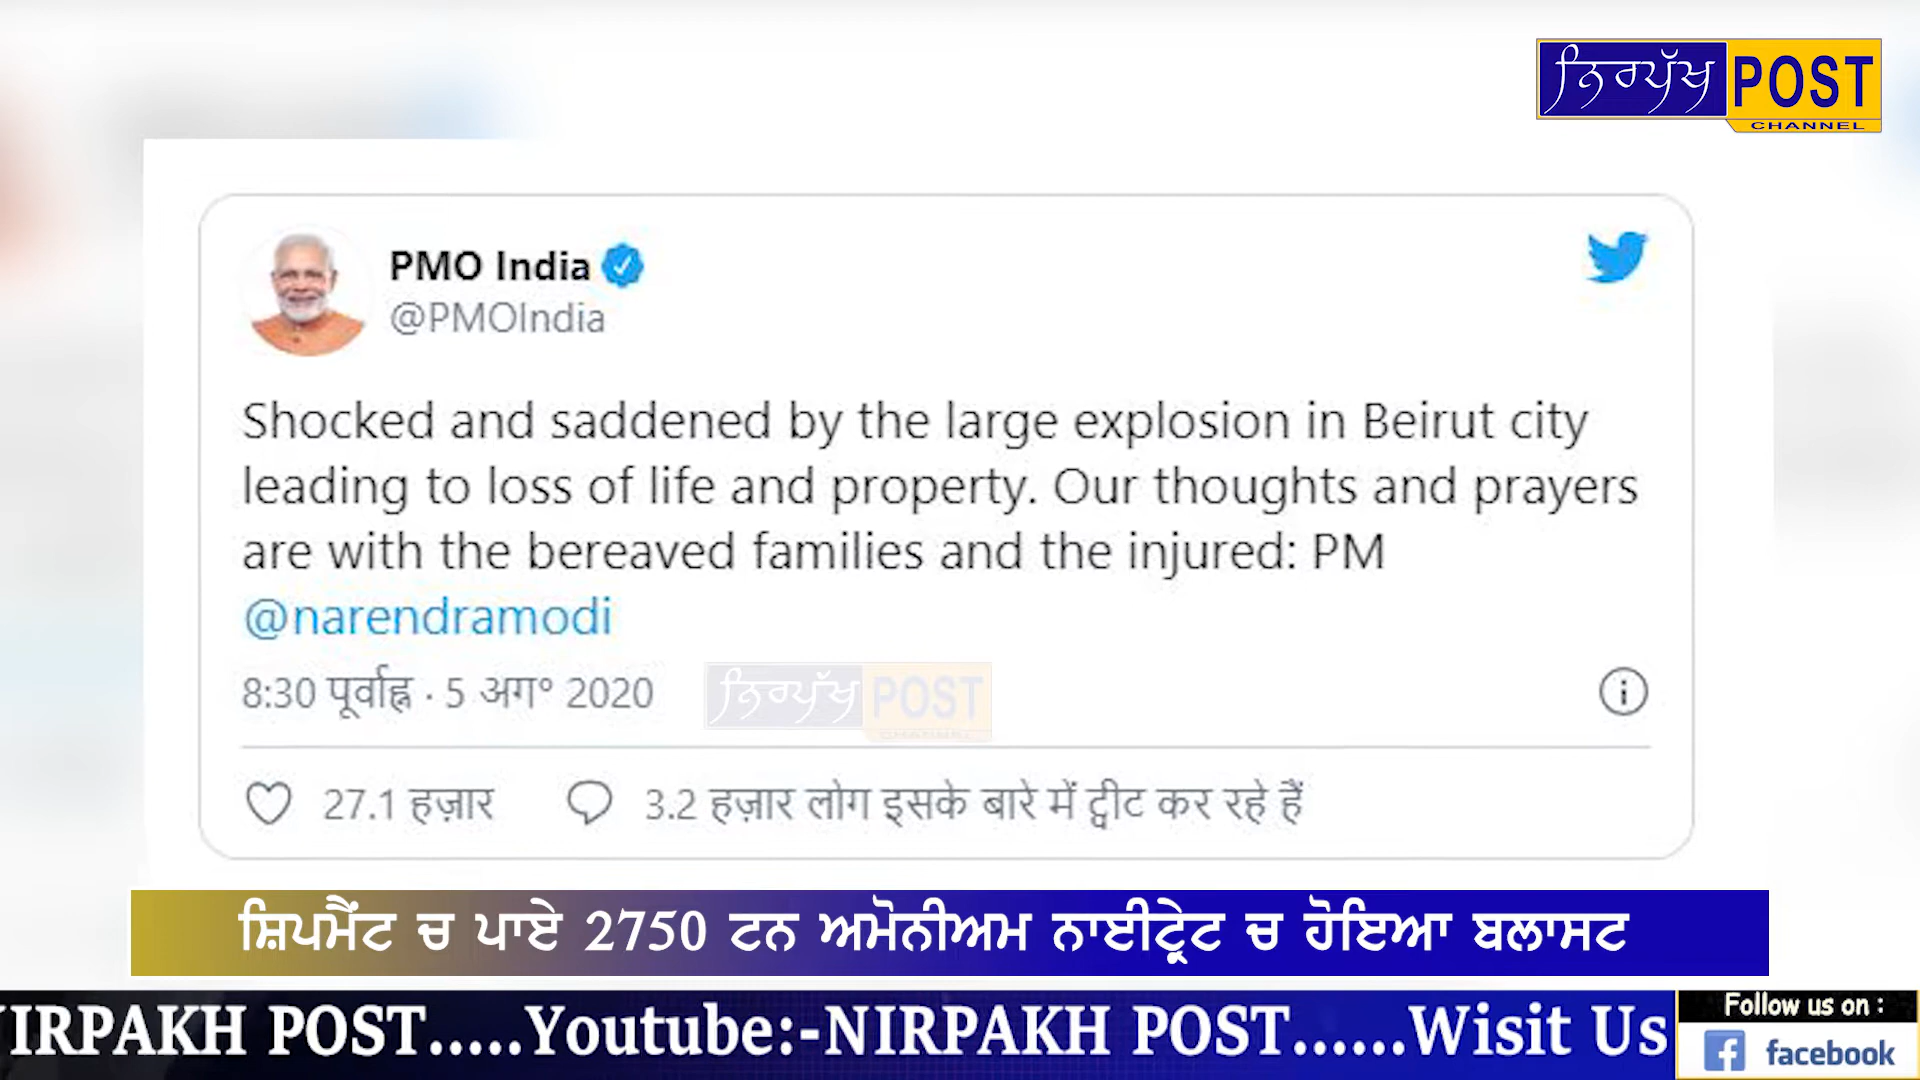 ਨਿਰਪੱਖ POST
CHANNEL
PMO India
@PMOIndia
Shocked and saddened by the large explosion in Beirut city
leading to loss of life and property. Our thoughts and prayers
are with the bereaved families and the injured: PM
@narendramodi
8:30 पूर्वाह्न · 5 अग॰ 2020
ਨਿਰਪੱਖ POST
CHANNEL
27.1 हज़ार 3.2 हज़ार लोग इसके बारे में ट्वीट कर रहे हैं
ਸ਼ਿਪਮੈਂਟ ਚ ਪਾਏ 2750 ਟਨ ਅਮੋਨੀਅਮ ਨਾਈਟ੍ਰੇਟ ਚ ਹੋਇਆ ਬਲਾਸਟ
IRPAKH POST.....Youtube:-NIRPAKH POST......Wisit Us
Follow us on :
facebook